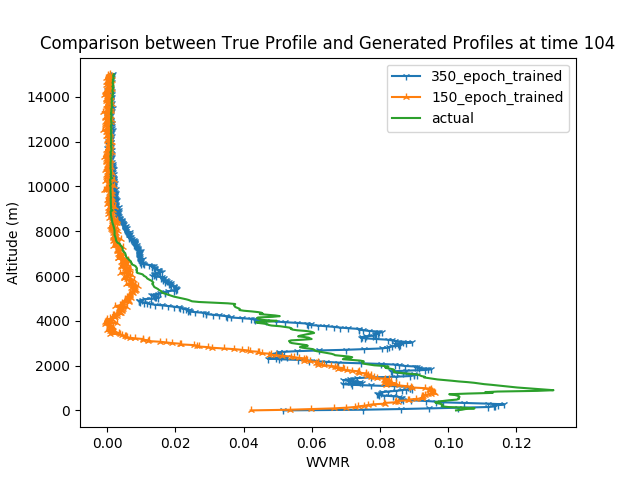 Comparison between True Profile and Generated Profiles at time 104
350_epoch_trained
150_epoch_trained
actual
Altitude (m)
14000
12000
10000
8000
6000
4000
2000
0
0.00 0.02 0.04 0.06 0.08 0.10 0.12
WVMR